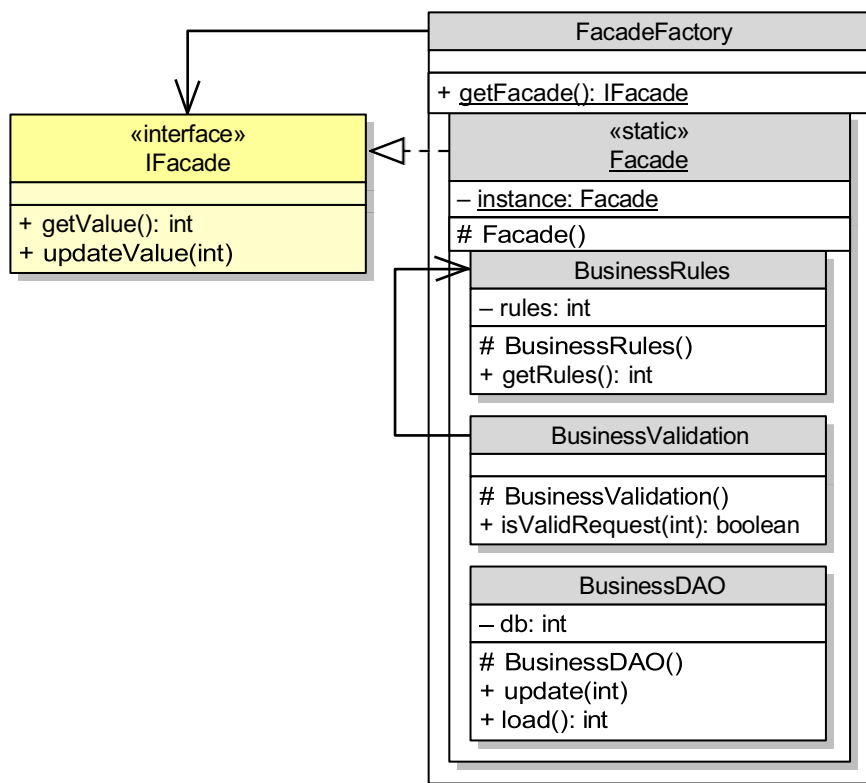 FacadeFactory
+ getFacade(): IFacade
«interface»
IFacade
+ getValue(): int
+ updateValue(int)
«static»
Facade
– instance: Facade
# Facade()
BusinessRules
– rules: int
# BusinessRules()
+ getRules(): int
BusinessValidation
# BusinessValidation()
+ isValidRequest(int): boolean
BusinessDAO
– db: int
# BusinessDAO()
+ update(int)
+ load(): int